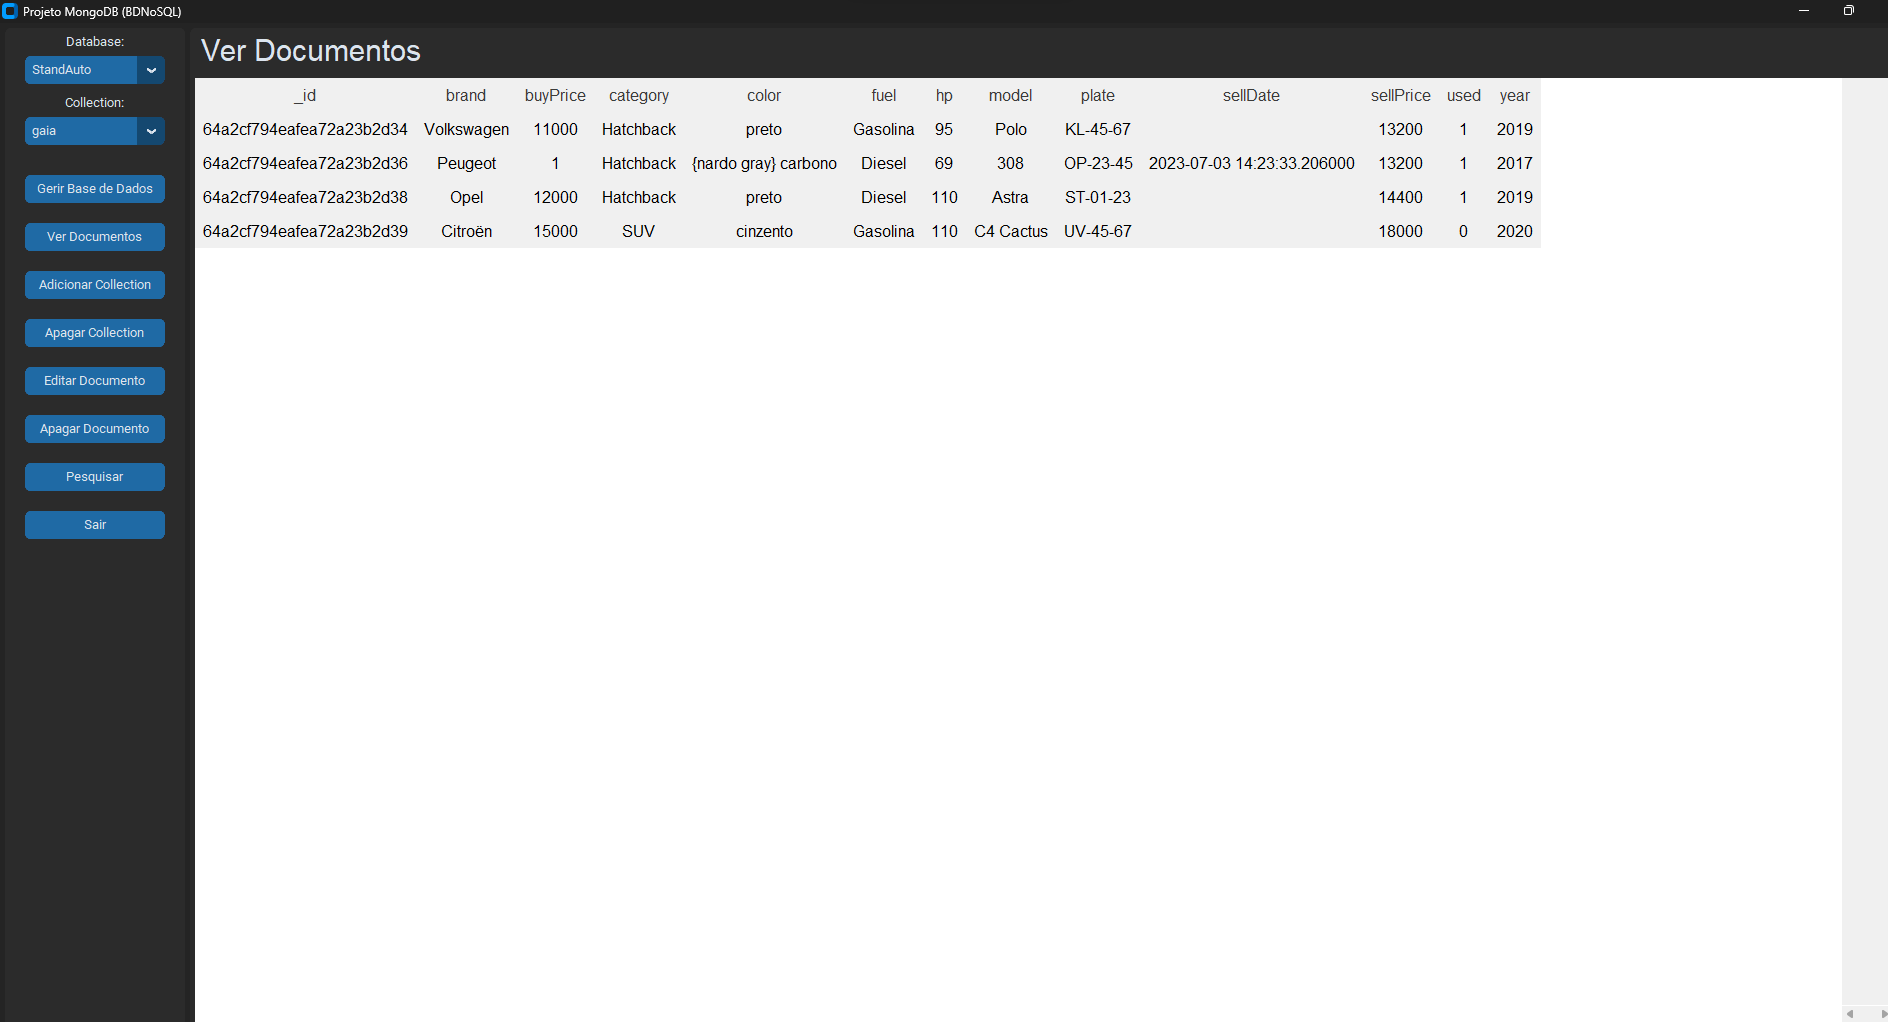 Projeto MongoDB (BDNoSQL)
Database:
StandAuto
Collection:
gaia
Gerir Base de Dados
Ver Documentos
Adicionar Collection
Apagar Collection
Editar Documento
Apagar Documento
Pesquisar
Sair
Ver Documentos
_id brand buyPrice category color fuel hp model plate sellDate sellPrice used year
64a2cf794eafea72a23b2d34 Volkswagen 11000 Hatchback preto Gasolina 95 Polo KL-45-67 13200 1 2019
64a2cf794eafea72a23b2d36 Peugeot 1 Hatchback {nardo gray} carbono Diesel 69 308 OP-23-45 2023-07-03 14:23:33.206000 13200 1 2017
64a2cf794eafea72a23b2d38 Opel 12000 Hatchback preto Diesel 110 Astra ST-01-23 14400 1 2019
64a2cf794eafea72a23b2d39 Citroën 15000 SUV cinzento Gasolina 110 C4 Cactus UV-45-67 18000 0 2020